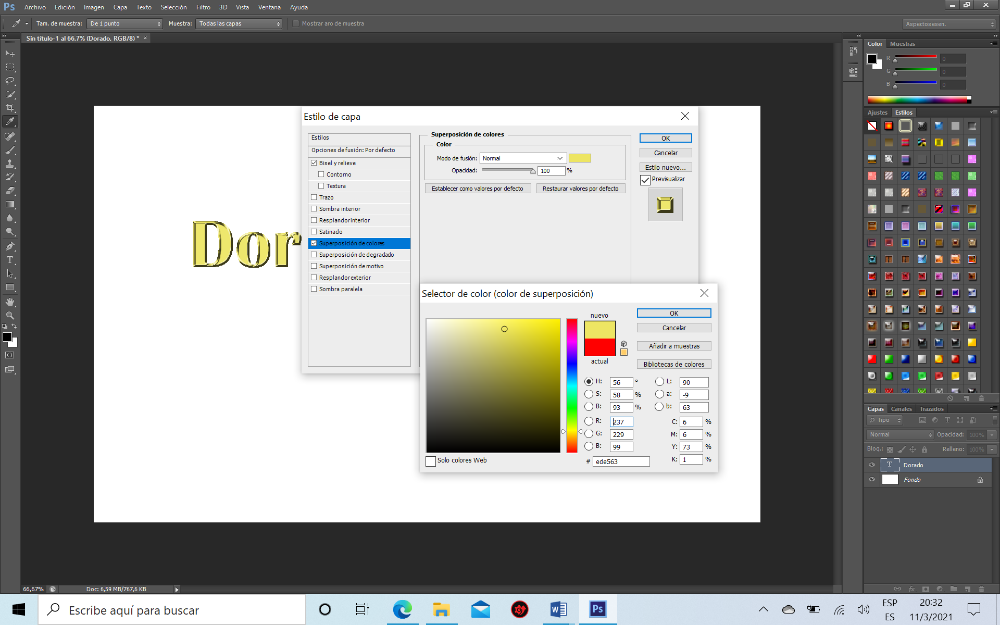 Ps Archivo Edición Imagen Capa Texto Selección Filtro 3D Vista Ventana Ayuda
Tam. de muestra: De 1 punto Muestra: Todas las capas Mostrar aro de muestra Aspectos esen.
Sin título-1 al 66,7% (Dorado, RGB/8) * ×
Color Muestras
R 0
G 0
B 0
Ajustes Estilos
Dor
Estilo de capa
Estilos
Opciones de fusión: Por defecto
Bisel y relieve
Contorno
Textura
Trazo
Sombra interior
Resplandor interior
Satinado
Superposición de colores
Superposición de degradado
Superposición de motivo
Resplandor exterior
Sombra paralela
Superposición de colores
Color
Modo de fusión: Normal
Opacidad: 100 %
Establecer como valores por defecto Restaurar valores por defecto
OK
Cancelar
Estilo nuevo...
Previsualizar
Selector de color (color de superposición)
nuevo
actual
OK
Cancelar
Añadir a muestras
Bibliotecas de colores
H: 56 ° L: 90
S: 58 % a: -9
B: 93 % b: 63
R: 237 C: 6 %
G: 229 M: 6 %
B: 99 Y: 73 %
# ede563 K: 1 %
Solo colores Web
Capas Canales Trazados
Tipo
Normal Opacidad: 100%
Bloq.: Relleno: 100%
T Dorado
Fondo
66,67% Doc: 6,59 MB/767,6 KB
Escribe aquí para buscar
Ps
ESP
ES
20:32
11/3/2021